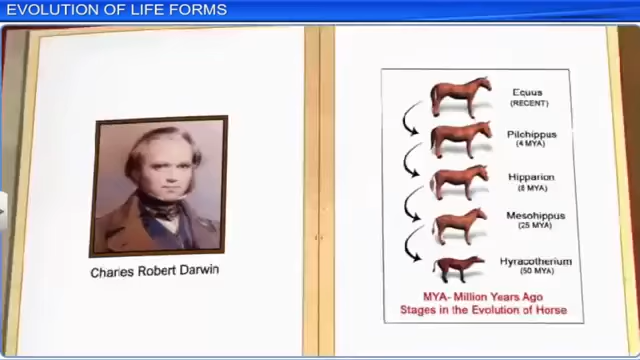 EVOLUTION OF LIFE FORMS
Charles Robert Darwin
Equus
(RECENT)
Pilchippus
(4 MYA)
Hipparion
(8 MYA)
Mesohippus
(25 MYA)
Hyracotherium
(50 MYA)
MYA- Million Years Ago
Stages in the Evolution of Horse